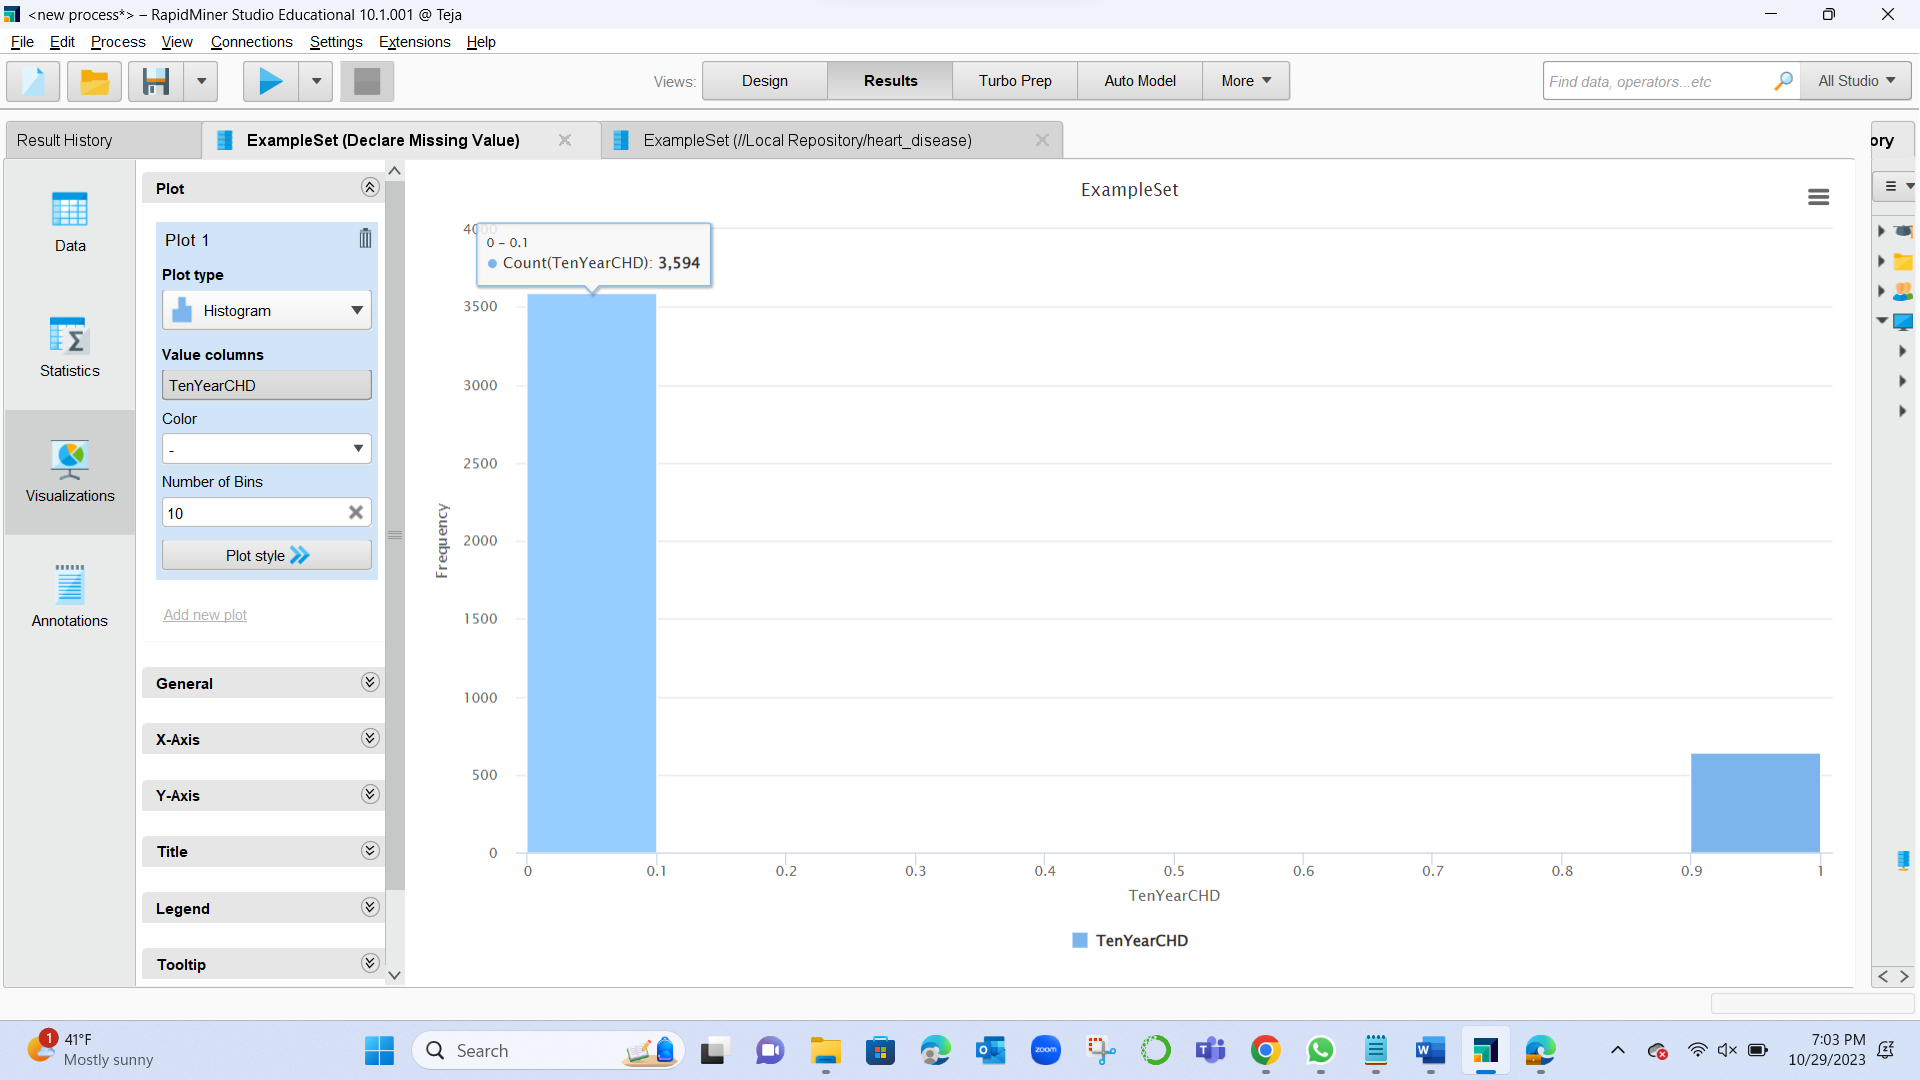 <new process*> – RapidMiner Studio Educational 10.1.001 @ Teja
File Edit Process View Connections Settings Extensions Help
Views: Design Results Turbo Prep Auto Model More
Find data, operators...etc All Studio
Result History ExampleSet (Declare Missing Value) ExampleSet (//Local Repository/heart_disease) ory
Data
Statistics
Visualizations
Annotations
Plot
Plot 1
Plot type
Histogram
Value columns
TenYearCHD
Color
-
Number of Bins
10
Plot style
Add new plot
General
X-Axis
Y-Axis
Title
Legend
Tooltip
ExampleSet
0 – 0.1
Count(TenYearCHD): 3,594
4000
3500
3000
2500
2000
1500
1000
500
0
Frequency
0 0.1 0.2 0.3 0.4 0.5 0.6 0.7 0.8 0.9 1
TenYearCHD
TenYearCHD
1
41°F
Mostly sunny
Search
zoom
7:03 PM
10/29/2023